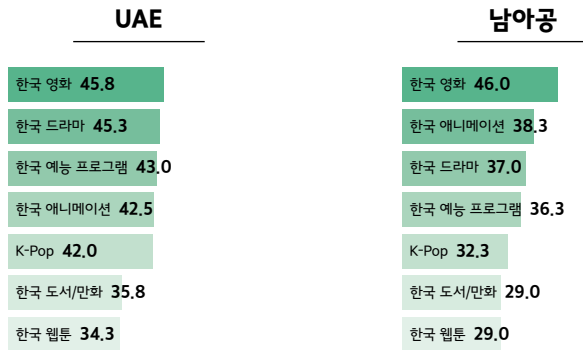 UAE
한국 영화 45.8
한국 드라마 45.3
한국 예능 프로그램 43.0
한국 애니메이션 42.5
K-Pop 42.0
한국 도서/만화 35.8
한국 웹툰 34.3
남아공
한국 영화 46.0
한국 애니메이션 38.3
한국 드라마 37.0
한국 예능 프로그램 36.3
K-Pop 32.3
한국 도서/만화 29.0
한국 웹툰 29.0